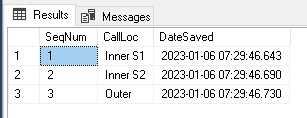 Results Messages
SeqNum CallLoc DateSaved
1 1 Inner S1 2023-01-06 07:29:46.643
2 2 Inner S2 2023-01-06 07:29:46.690
3 3 Outer 2023-01-06 07:29:46.730